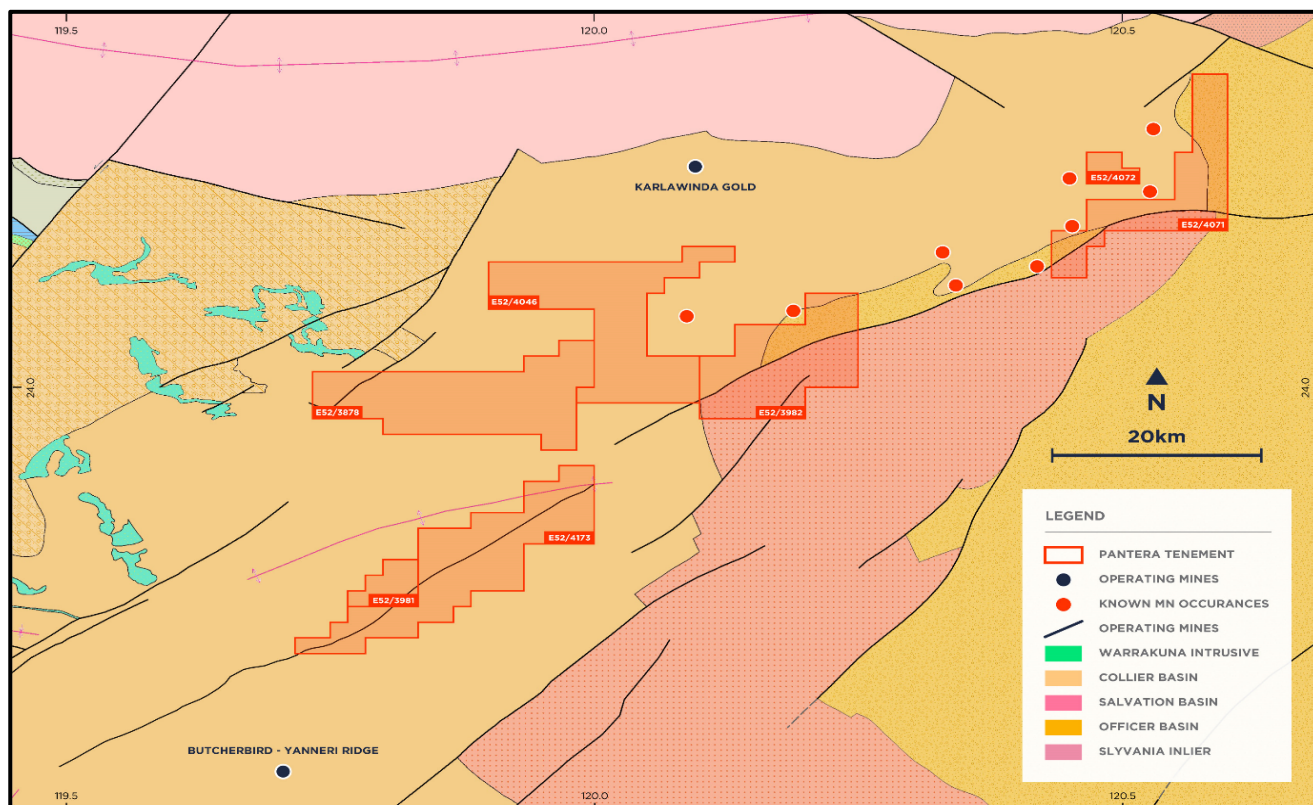 119.5
120.0
120.5
KARLAWINDA GOLD
E52/4072
E52/4071
E52/4046
24.0
24.0
E52/3878
E52/3982
N
20km
E52/4173
E52/3981
BUTCHERBIRD - YANNERI RIDGE
119.5
120.0
120.5
LEGEND
PANTERA TENEMENT
OPERATING MINES
KNOWN MN OCCURANCES
OPERATING MINES
WARRAKUNA INTRUSIVE
COLLIER BASIN
SALVATION BASIN
OFFICER BASIN
SLYVANIA INLIER